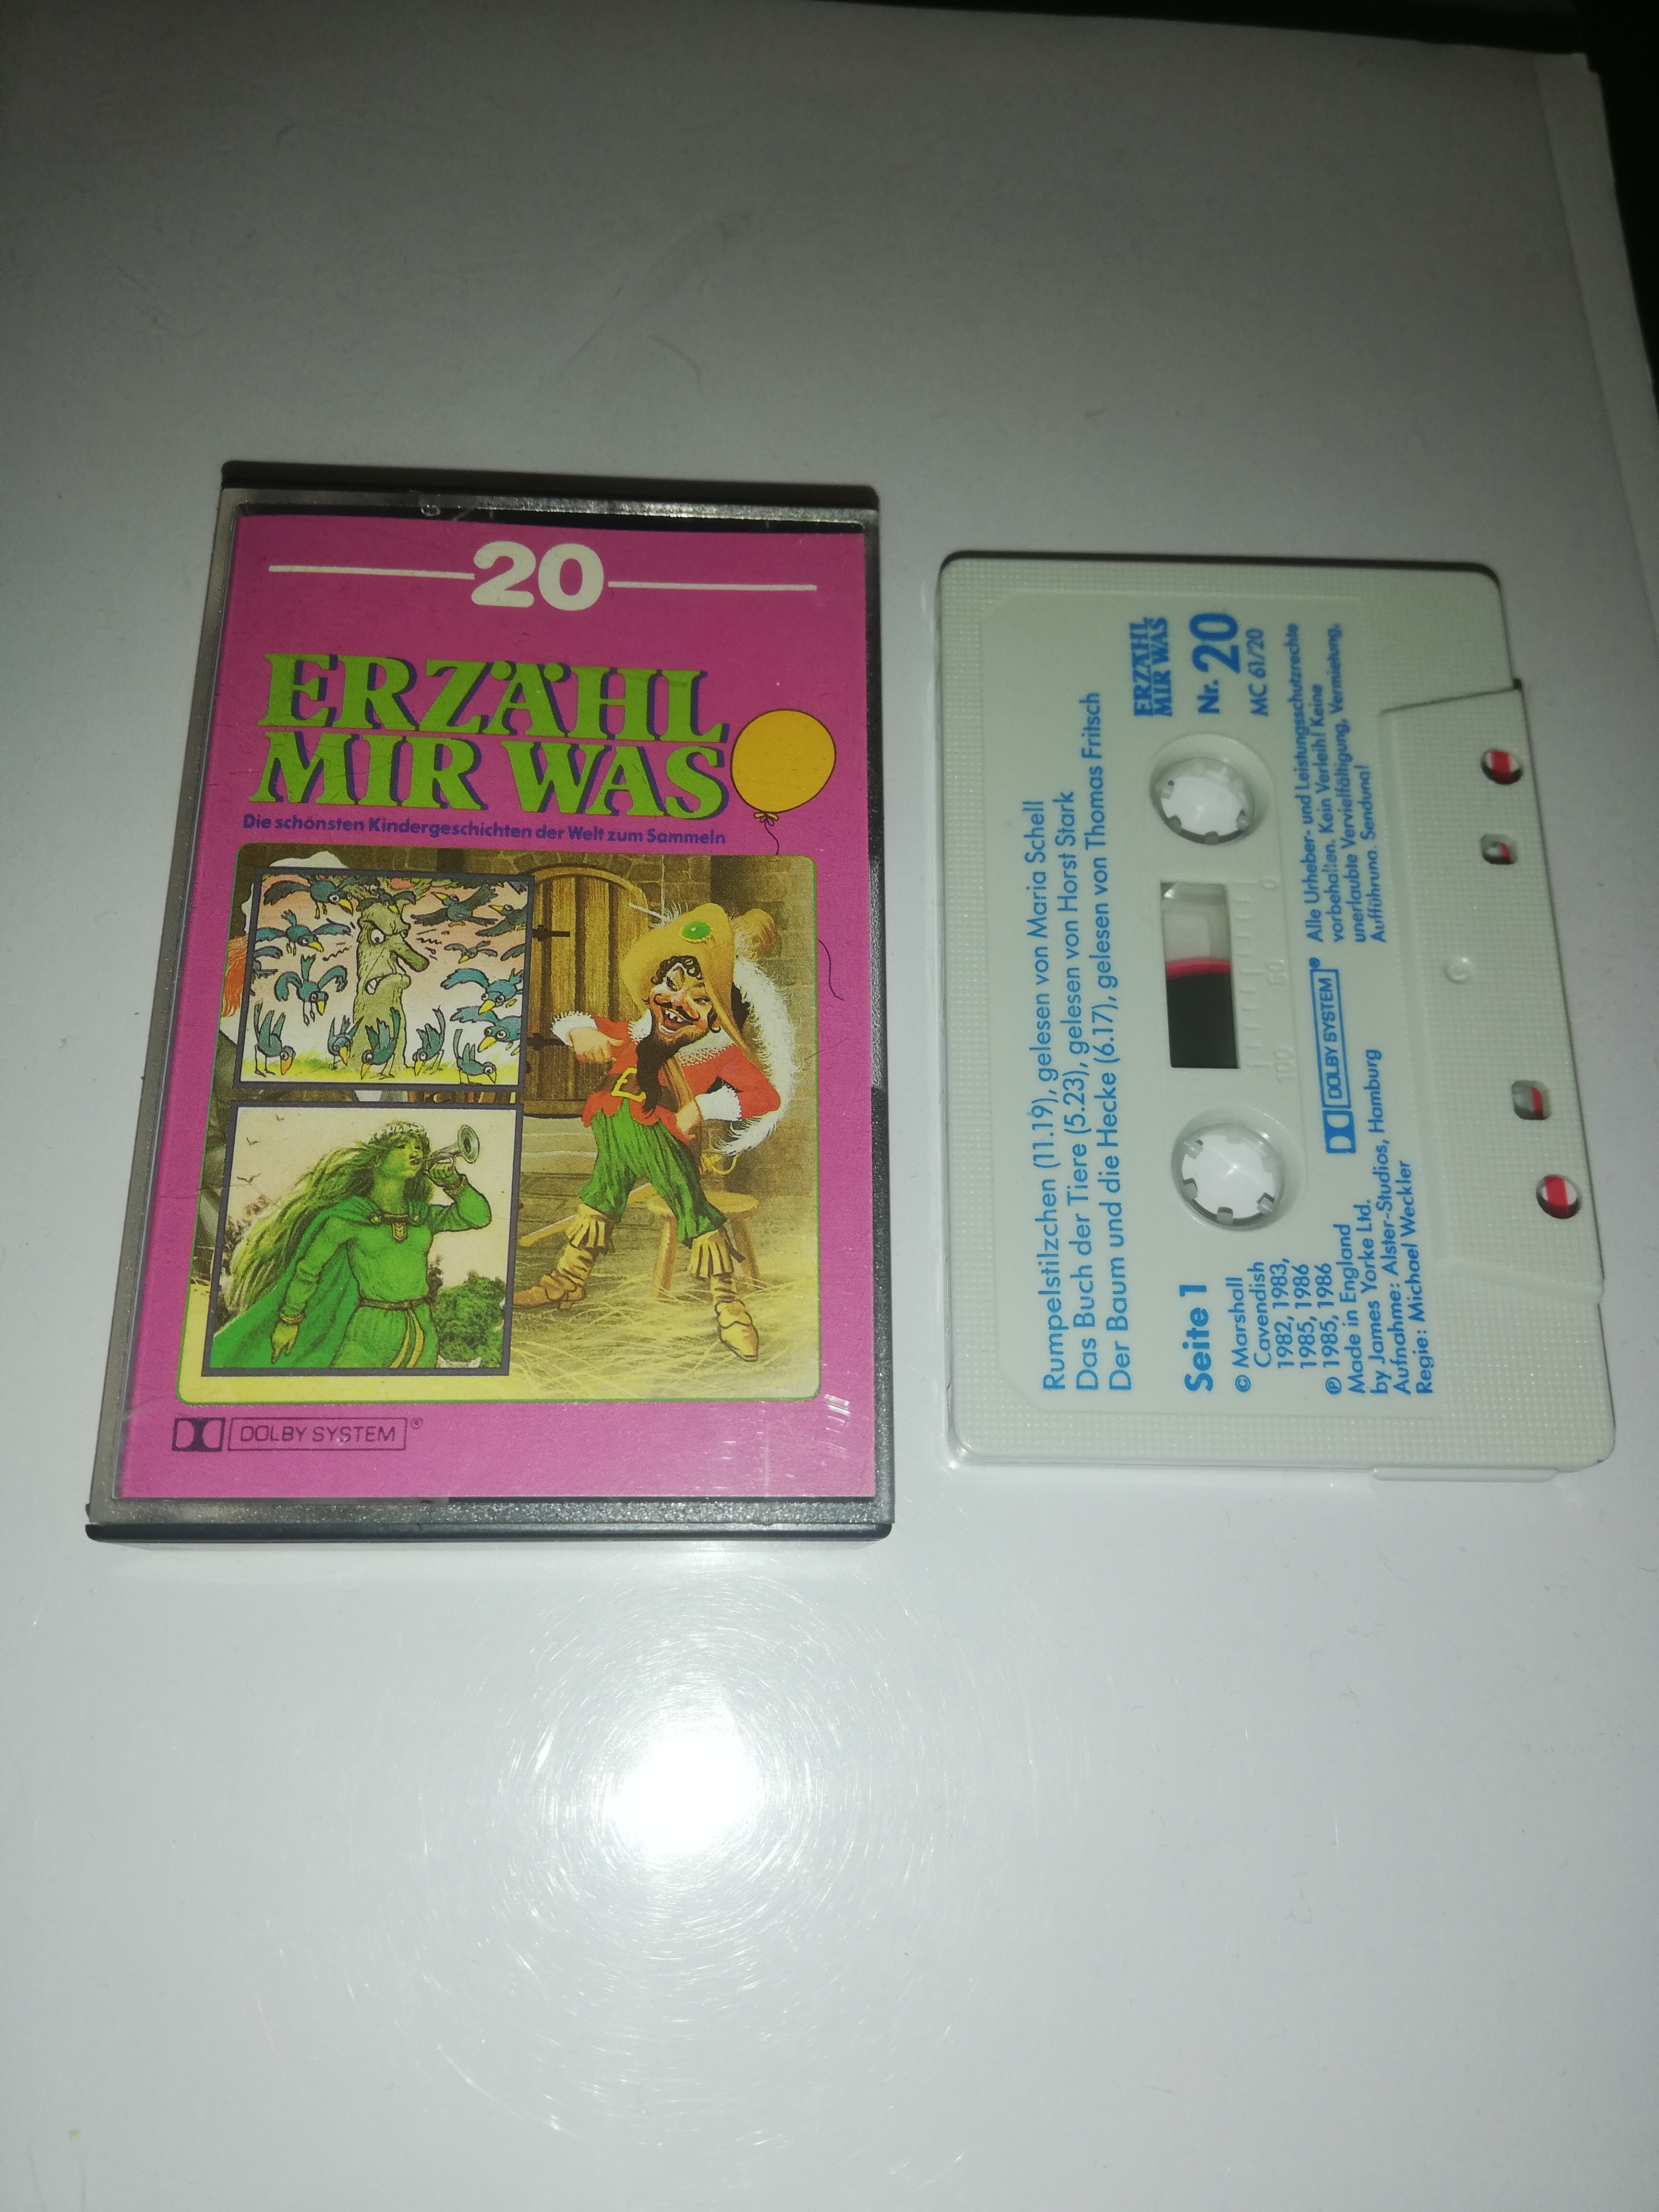 20
ERZÄHL
MIR WAS
Die schönsten Kindergeschichten der Welt zum Sammeln
DOLBY SYSTEM®
Rumpelstilzchen (11.19), gelesen von Maria Schell
Das Buch der Tiere (5.23), gelesen von Horst Stark
Der Baum und die Hecke (6.17), gelesen von Thomas Fritsch
ERZÄHL
MIR WAS
Seite 1
Nr. 20
MC 61/20
© Marshall
Cavendish
1982, 1983,
1985, 1986
℗ 1985, 1986
Made in England
by James Yorke Ltd.
Aufnahme: Alster-Studios, Hamburg
Regie: Michael Weckler
DOLBY SYSTEM®
Alle Urheber- und Leistungsschutzrechte
vorbehalten. Kein Verleih! Keine
unerlaubte Vervielfältigung, Vermietung,
Aufführung, Sendung!
100 50 0